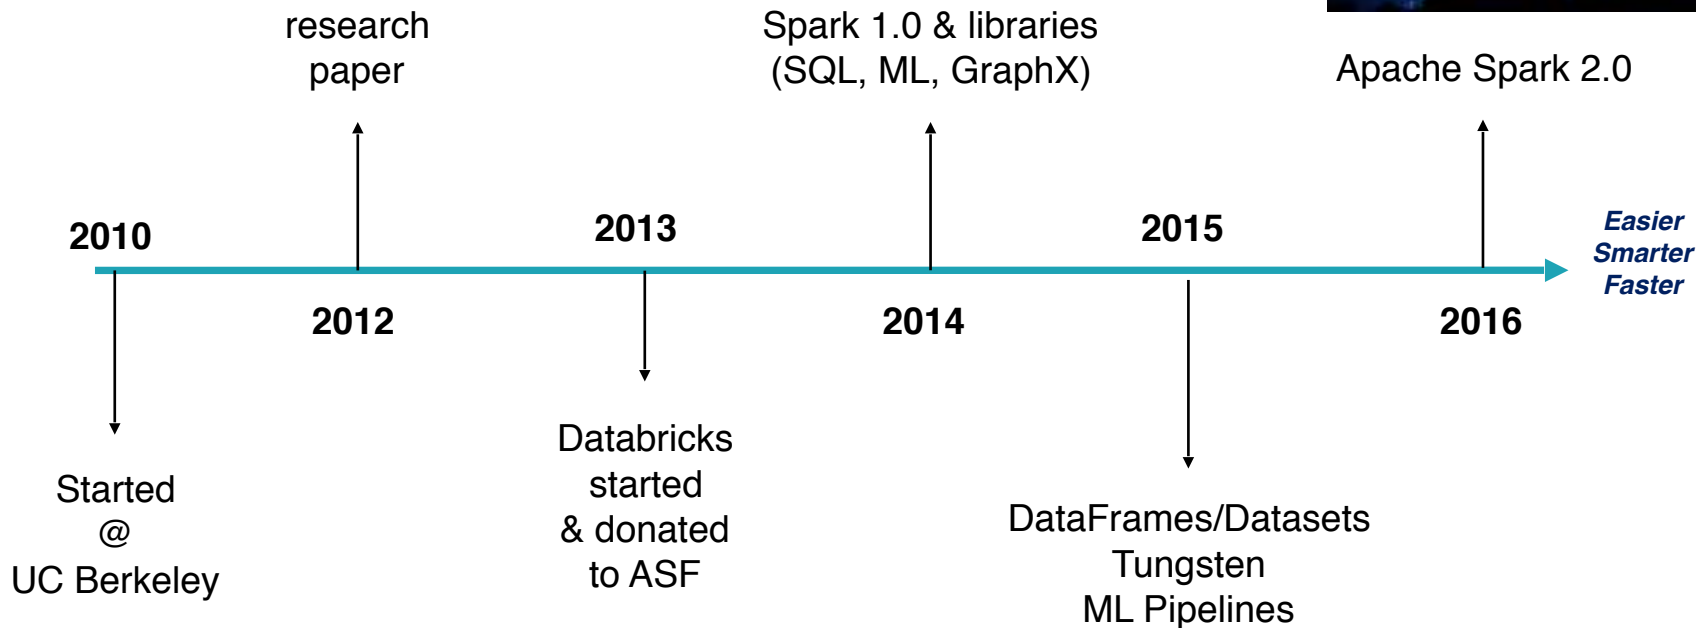 research
paper
Spark 1.0 & libraries
(SQL, ML, GraphX)
Apache Spark 2.0
2010
2013
2015
Easier
Smarter
Faster
2012
2014
2016
Started
@
UC Berkeley
Databricks
started
& donated
to ASF
DataFrames/Datasets
Tungsten
ML Pipelines